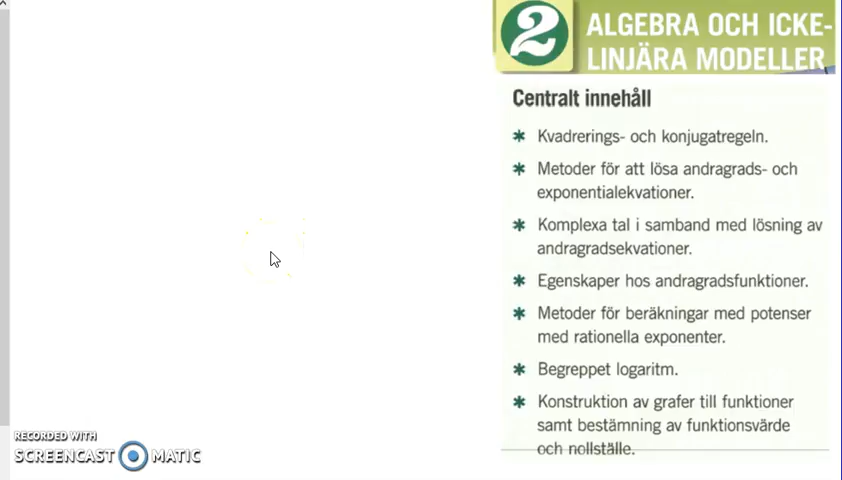 2
ALGEBRA OCH ICKE-
LINJÄRA MODELLER
Centralt innehåll
* Kvadrerings- och konjugatregeln.
* Metoder för att lösa andragrads- och
exponentialekvationer.
* Komplexa tal i samband med lösning av
andragradsekvationer.
* Egenskaper hos andragradsfunktioner.
* Metoder för beräkningar med potenser
med rationella exponenter.
* Begreppet logaritm.
* Konstruktion av grafer till funktioner
samt bestämning av funktionsvärde
och nollställe.
RECORDED WITH
SCREENCAST MATIC